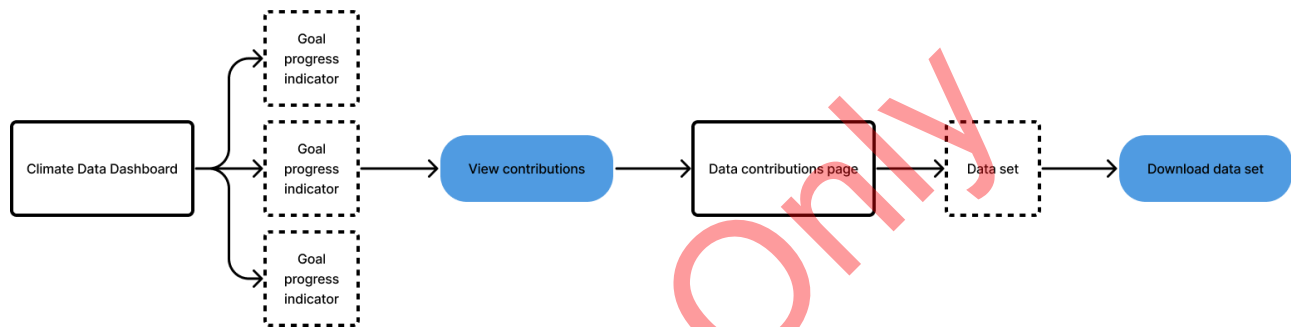 Goal
progress
indicator
Climate Data Dashboard
Goal
progress
indicator
View contributions
Data contributions page
Data set
Download data set
Goal
progress
indicator
Only